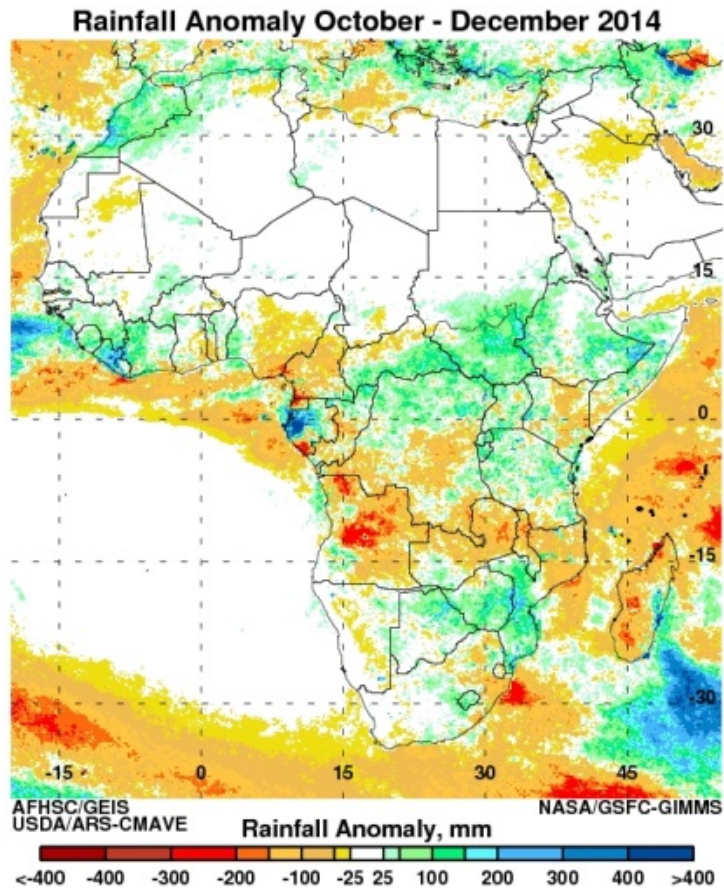 Rainfall Anomaly October - December 2014
30
15
0
-15
-30
-15 0 15 30 45
AFHSC/GEIS NASA/GSFC-GIMMS
USDA/ARS-CMAVE
Rainfall Anomaly, mm
<-400 -400 -300 -200 -100 -25 25 100 200 300 400 >400